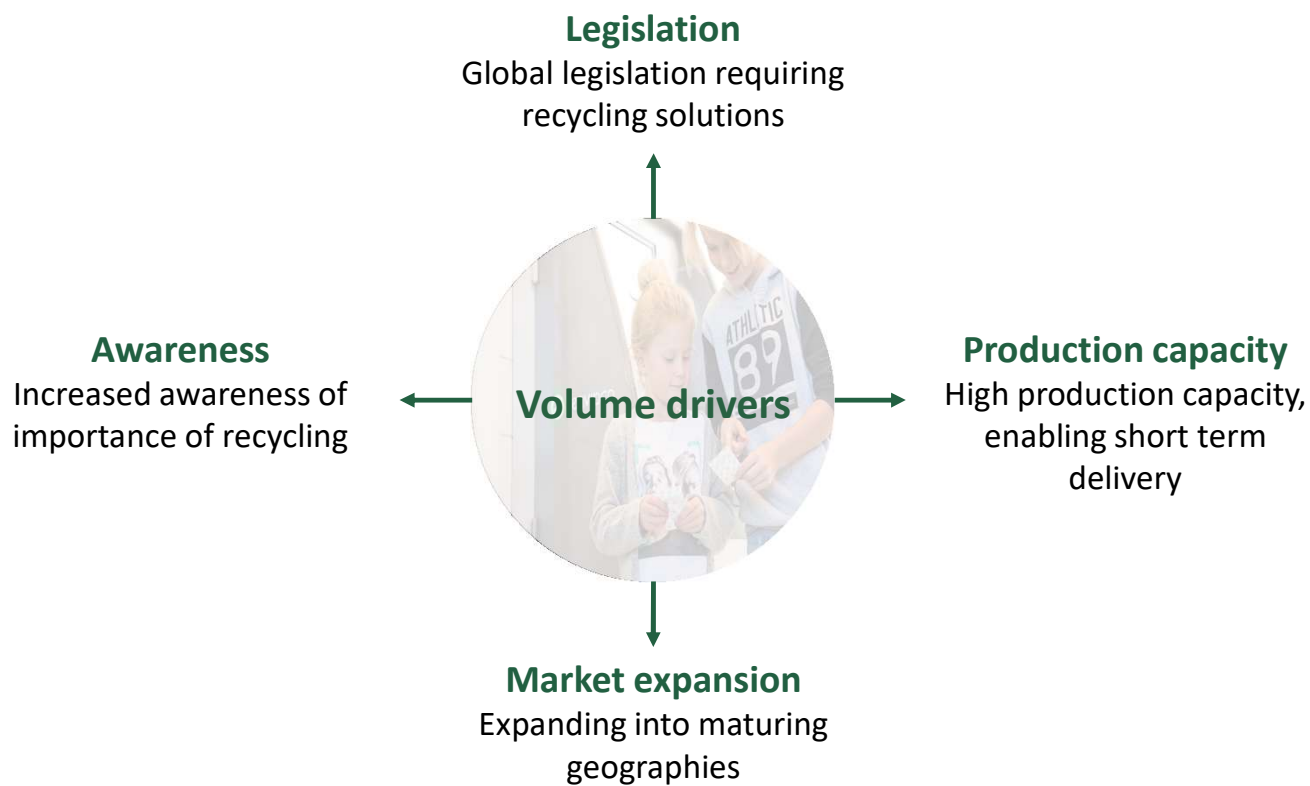 Legislation
Global legislation requiring
recycling solutions
Awareness
Increased awareness of
importance of recycling
ATHLETIC
89
Volume drivers
Production capacity
High production capacity,
enabling short term
delivery
Market expansion
Expanding into maturing
geographies